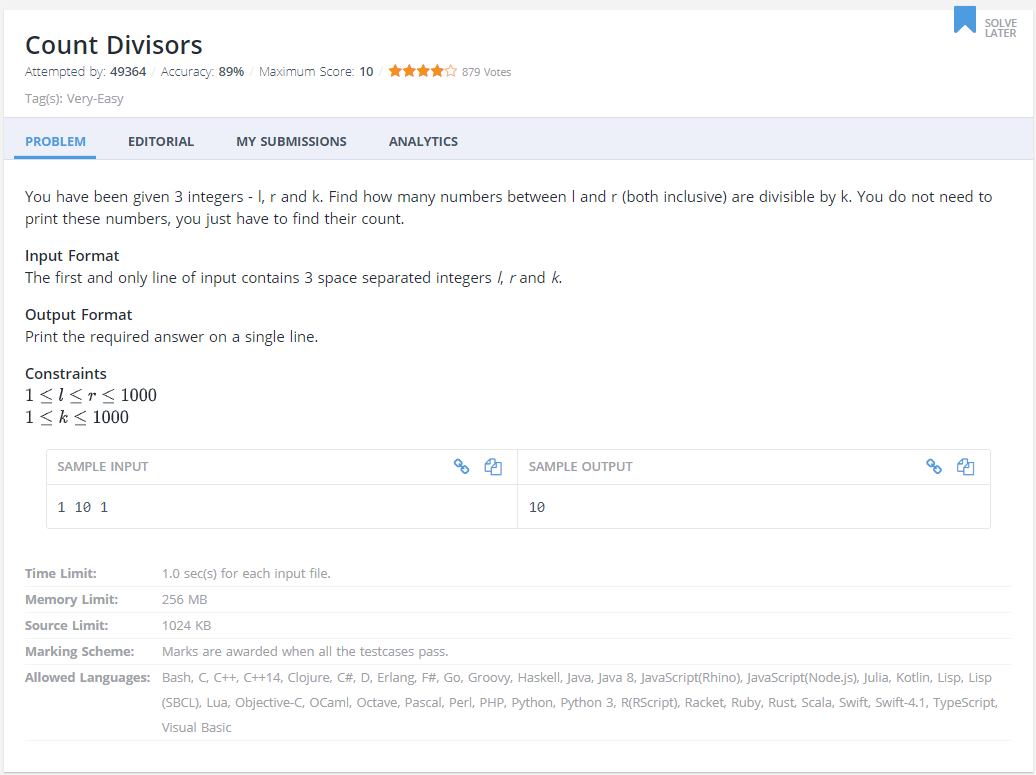 SOLVE
LATER
Count Divisors
Attempted by: 49364 / Accuracy: 89% / Maximum Score: 10 / 879 Votes
Tag(s): Very-Easy
PROBLEM EDITORIAL MY SUBMISSIONS ANALYTICS
You have been given 3 integers - l, r and k. Find how many numbers between l and r (both inclusive) are divisible by k. You do not need to
print these numbers, you just have to find their count.
Input Format
The first and only line of input contains 3 space separated integers l, r and k.
Output Format
Print the required answer on a single line.
Constraints
1 ≤ l ≤ r ≤ 1000
1 ≤ k ≤ 1000
SAMPLE INPUT SAMPLE OUTPUT
1 10 1 10
Time Limit: 1.0 sec(s) for each input file.
Memory Limit: 256 MB
Source Limit: 1024 KB
Marking Scheme: Marks are awarded when all the testcases pass.
Allowed Languages: Bash, C, C++, C++14, Clojure, C#, D, Erlang, F#, Go, Groovy, Haskell, Java, Java 8, JavaScript(Rhino), JavaScript(Node.js), Julia, Kotlin, Lisp, Lisp
(SBCL), Lua, Objective-C, OCaml, Octave, Pascal, Perl, PHP, Python, Python 3, R(RScript), Racket, Ruby, Rust, Scala, Swift, Swift-4.1, TypeScript,
Visual Basic